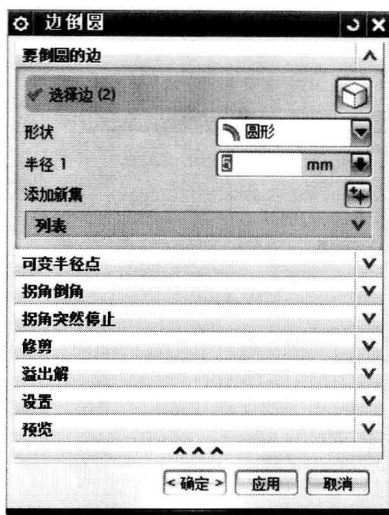 边倒圆
要倒圆的边
选择边 (2)
形状 圆形
半径 1 5 mm
添加新集
列表
可变半径点
拐角倒角
拐角突然停止
修剪
溢出解
设置
预览
< 确定 > 应用 取消